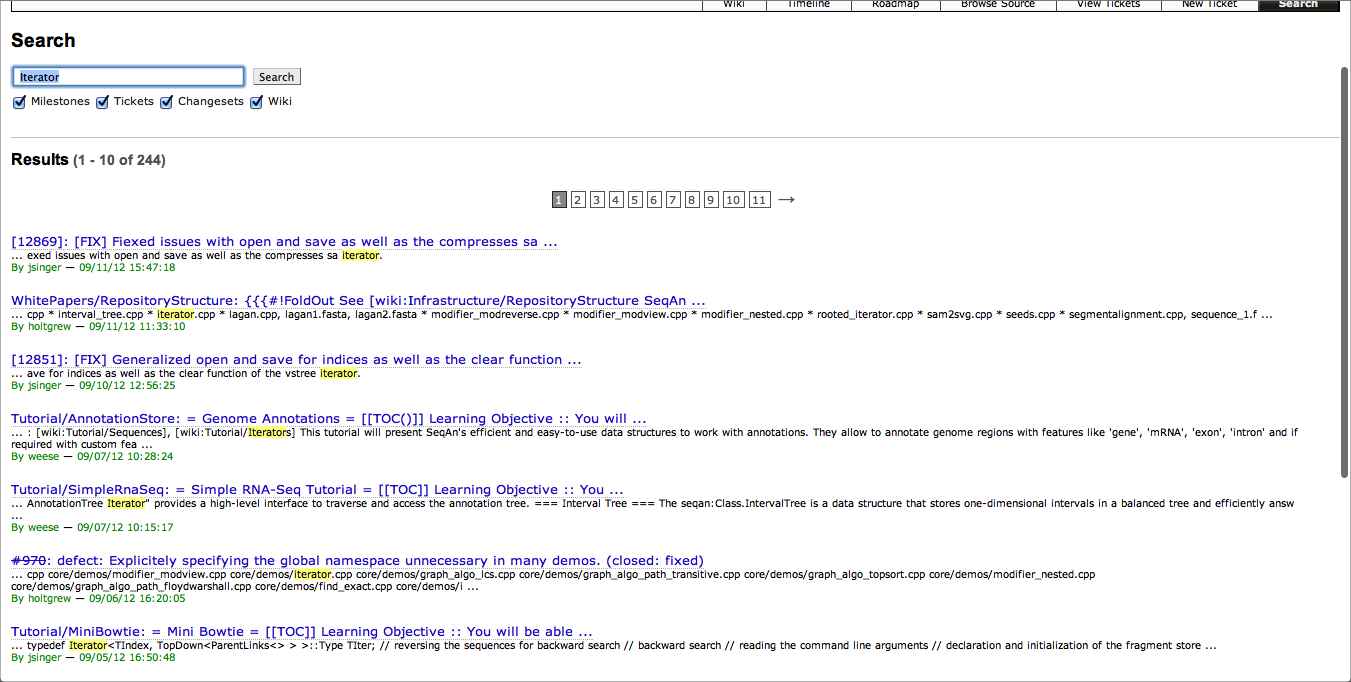 Wiki Timeline Roadmap Browse Source View Tickets New Ticket Search
Search
Iterator Search
Milestones Tickets Changesets Wiki
Results (1 - 10 of 244)
1 2 3 4 5 6 7 8 9 10 11 →
[12869]: [FIX] Fiexed issues with open and save as well as the compresses sa ...
... exed issues with open and save as well as the compresses sa iterator.
By jsinger — 09/11/12 15:47:18
WhitePapers/RepositoryStructure: {{{#!FoldOut See [wiki:Infrastructure/RepositoryStructure SeqAn ...
... cpp * interval_tree.cpp * iterator.cpp * lagan.cpp, lagan1.fasta, lagan2.fasta * modifier_modreverse.cpp * modifier_modview.cpp * modifier_nested.cpp * rooted_iterator.cpp * sam2svg.cpp * seeds.cpp * segmentalignment.cpp, sequence_1.f ...
By holtgrew — 09/11/12 11:33:10
[12851]: [FIX] Generalized open and save for indices as well as the clear function ...
... ave for indices as well as the clear function of the vstree iterator.
By jsinger — 09/10/12 12:56:25
Tutorial/AnnotationStore: = Genome Annotations = [[TOC()]] Learning Objective :: You will ...
... : [wiki:Tutorial/Sequences], [wiki:Tutorial/Iterators] This tutorial will present SeqAn's efficient and easy-to-use data structures to work with annotations. They allow to annotate genome regions with features like 'gene', 'mRNA', 'exon', 'intron' and if
required with custom fea ...
By weese — 09/07/12 10:28:24
Tutorial/SimpleRnaSeq: = Simple RNA-Seq Tutorial = [[TOC]] Learning Objective :: You ...
... AnnotationTree Iterator" provides a high-level interface to traverse and access the annotation tree. === Interval Tree === The seqan:Class.IntervalTree is a data structure that stores one-dimensional intervals in a balanced tree and efficiently answ
...
By weese — 09/07/12 10:15:17
#970: defect: Explicitely specifying the global namespace unnecessary in many demos. (closed: fixed)
... cpp core/demos/modifier_modview.cpp core/demos/iterator.cpp core/demos/graph_algo_lcs.cpp core/demos/graph_algo_path_transitive.cpp core/demos/graph_algo_topsort.cpp core/demos/modifier_nested.cpp
core/demos/graph_algo_path_floydwarshall.cpp core/demos/find_exact.cpp core/demos/i ...
By holtgrew — 09/06/12 16:20:05
Tutorial/MiniBowtie: = Mini Bowtie = [[TOC]] Learning Objective :: You will be able ...
... typedef Iterator<TIndex, TopDown<ParentLinks<> > >::Type TIter; // reversing the sequences for backward search // backward search // reading the command line arguments // declaration and initialization of the fragment store ...
By jsinger — 09/05/12 16:50:48